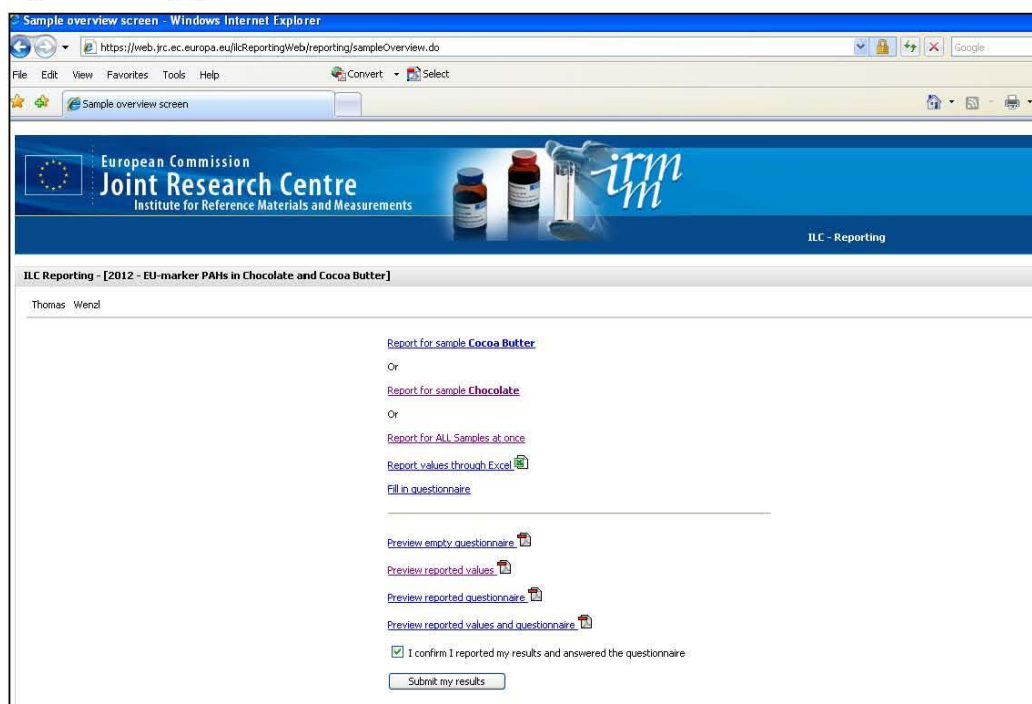 Sample overview screen - Windows Internet Explorer
https://web.jrc.ec.europa.eu/ilcReportingWeb/reporting/sampleOverview.do
Google
File Edit View Favorites Tools Help
Convert
Select
Sample overview screen
European Commission
Joint Research Centre
Institute for Reference Materials and Measurements
irmm
ILC - Reporting
ILC Reporting - [2012 - EU-marker PAHs in Chocolate and Cocoa Butter]
Thomas Wenzl
Report for sample Cocoa Butter
Or
Report for sample Chocolate
Or
Report for ALL Samples at once
Report values through Excel
Fill in questionnaire
Preview empty questionnaire
Preview reported values
Preview reported questionnaire
Preview reported values and questionnaire
I confirm I reported my results and answered the questionnaire
Submit my results